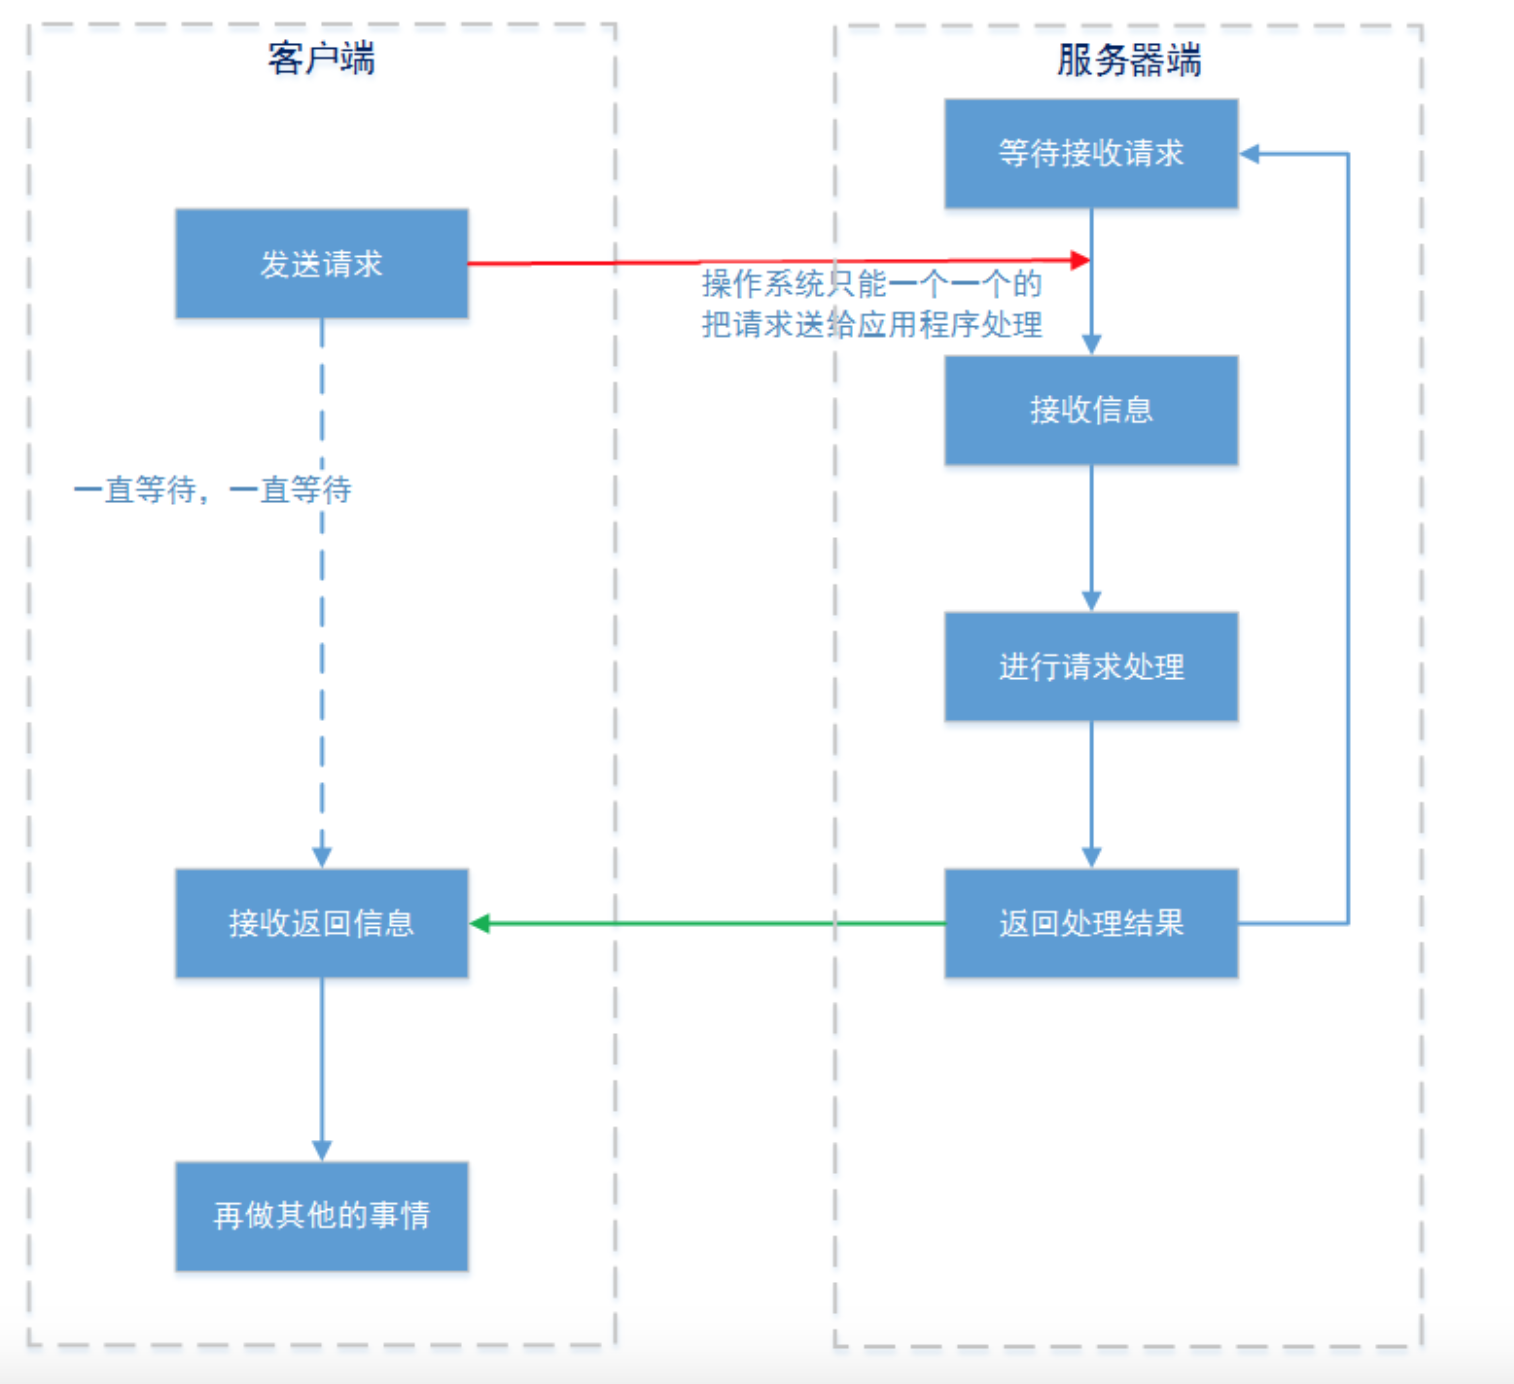 客户端
服务器端
等待接收请求
发送请求
操作系统只能一个一个的
把请求送给应用程序处理
接收信息
一直等待，一直等待
进行请求处理
接收返回信息
返回处理结果
再做其他的事情